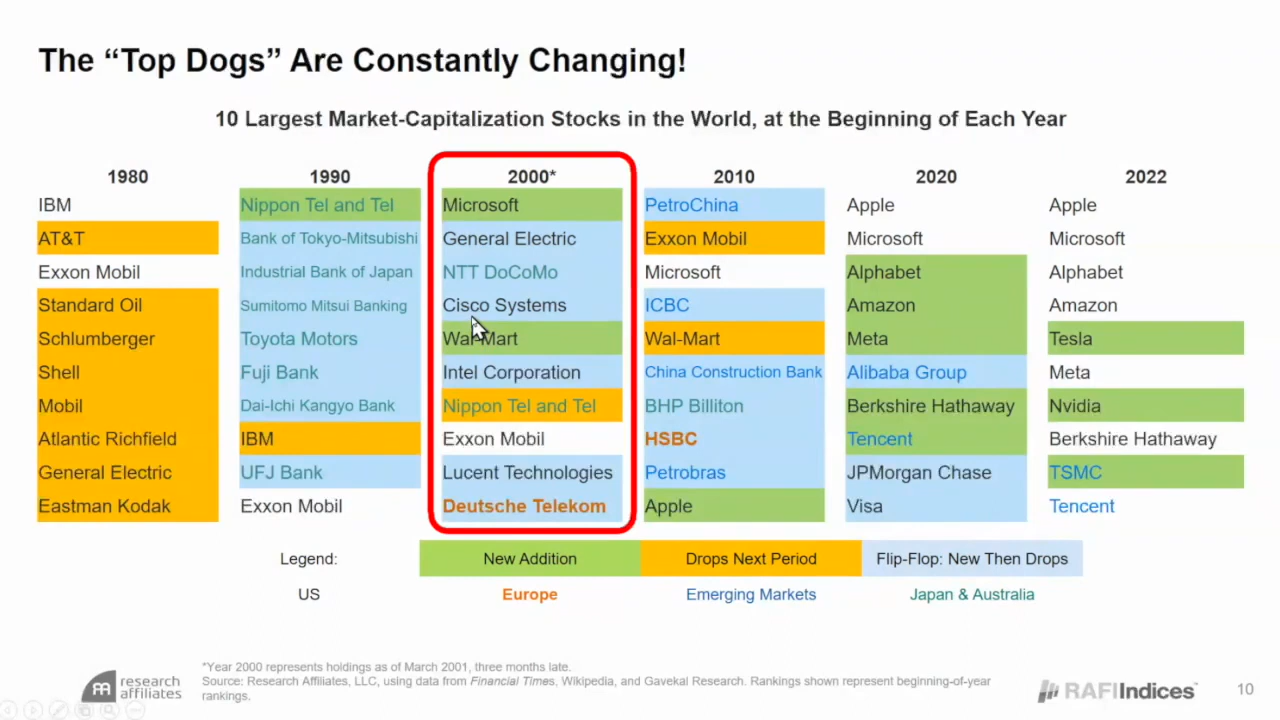 The “Top Dogs” Are Constantly Changing!
10 Largest Market-Capitalization Stocks in the World, at the Beginning of Each Year
1980 1990 2000* 2010 2020 2022
IBM Nippon Tel and Tel Microsoft PetroChina Apple Apple
AT&T Bank of Tokyo-Mitsubishi General Electric Exxon Mobil Microsoft Microsoft
Exxon Mobil Industrial Bank of Japan NTT DoCoMo Microsoft Alphabet Alphabet
Standard Oil Sumitomo Mitsui Banking Cisco Systems ICBC Amazon Amazon
Schlumberger Toyota Motors Wal-Mart Wal-Mart Meta Tesla
Shell Fuji Bank Intel Corporation China Construction Bank Alibaba Group Meta
Mobil Dai-Ichi Kangyo Bank Nippon Tel and Tel BHP Billiton Berkshire Hathaway Nvidia
Atlantic Richfield IBM Exxon Mobil HSBC Tencent Berkshire Hathaway
General Electric UFJ Bank Lucent Technologies Petrobras JPMorgan Chase TSMC
Eastman Kodak Exxon Mobil Deutsche Telekom Apple Visa Tencent
Legend: New Addition Drops Next Period Flip-Flop: New Then Drops
US Europe Emerging Markets Japan & Australia
*Year 2000 represents holdings as of March 2001, three months late.
Source: Research Affiliates, LLC, using data from Financial Times, Wikipedia, and Gavekal Research. Rankings shown represent beginning-of-year
rankings.
research
affiliates
RAFI Indices™
10